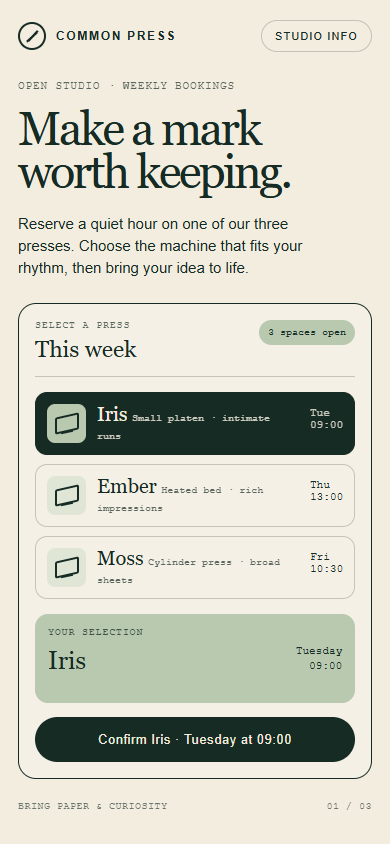 COMMON PRESS
STUDIO INFO
OPEN STUDIO · WEEKLY BOOKINGS
Make a mark
worth keeping.
Reserve a quiet hour on one of our three
presses. Choose the machine that fits your
rhythm, then bring your idea to life.
SELECT A PRESS
This week
3 spaces open
Iris Small platen · intimate
runs
Tue
09:00
Ember Heated bed · rich
impressions
Thu
13:00
Moss Cylinder press · broad
sheets
Fri
10:30
YOUR SELECTION
Iris
Tuesday
09:00
Confirm Iris · Tuesday at 09:00
BRING PAPER & CURIOSITY
01 / 03